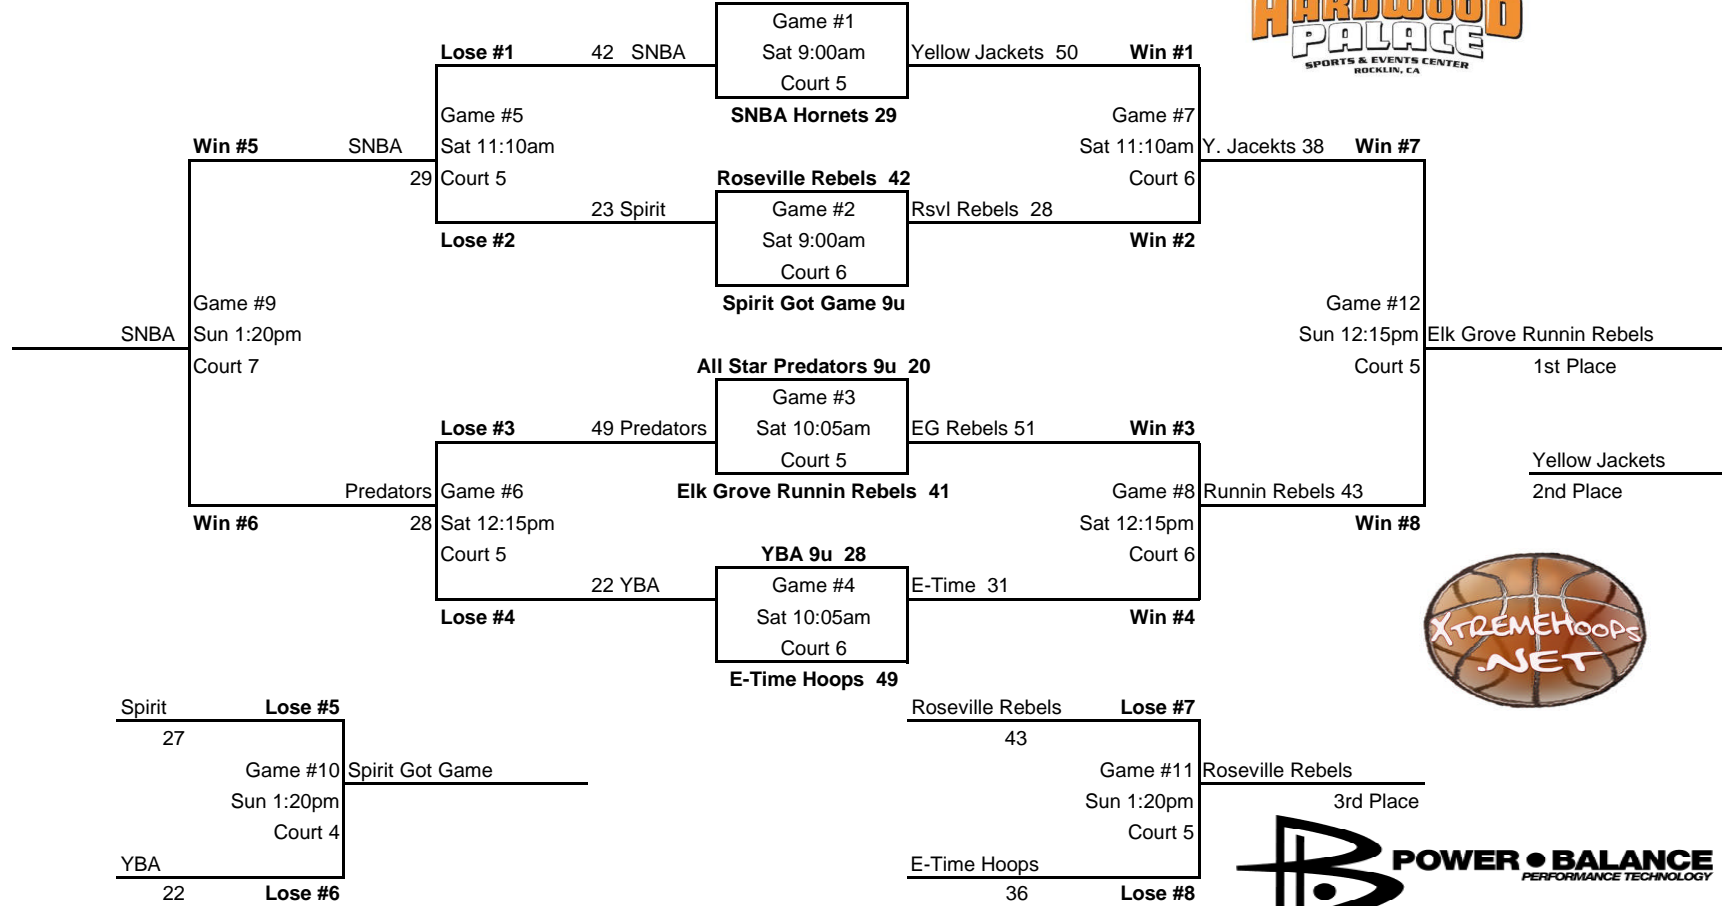 HARDWOOD
PALACE
SPORTS & EVENTS CENTER
ROCKLIN, CA
Game #1
Lose #1 42 SNBA Sat 9:00am Yellow Jackets 50 Win #1
Court 5
Game #5 SNBA Hornets 29 Game #7
Win #5 SNBA Sat 11:10am Sat 11:10am Y. Jacekts 38 Win #7
29 Court 5 Roseville Rebels 42 Court 6
23 Spirit Game #2 Rsvl Rebels 28
Lose #2 Sat 9:00am Win #2
Court 6
Game #9 Spirit Got Game 9u Game #12
SNBA Sun 1:20pm Sun 12:15pm Elk Grove Runnin Rebels
Court 7 All Star Predators 9u 20 Court 5 1st Place
Game #3
Lose #3 49 Predators Sat 10:05am EG Rebels 51 Win #3
Court 5 Yellow Jackets
Predators Game #6 Elk Grove Runnin Rebels 41 Game #8 Runnin Rebels 43 2nd Place
Win #6 28 Sat 12:15pm Sat 12:15pm Win #8
Court 5 YBA 9u 28 Court 6
22 YBA Game #4 E-Time 31
Lose #4 Sat 10:05am Win #4
Court 6
XTREMEHOOPS
.NET
E-Time Hoops 49
Spirit Lose #5 Roseville Rebels Lose #7
27 43
Game #10 Spirit Got Game Game #11 Roseville Rebels
Sun 1:20pm Sun 1:20pm 3rd Place
Court 4 Court 5
YBA E-Time Hoops
22 Lose #6 36 Lose #8
POWER • BALANCE
PERFORMANCE TECHNOLOGY